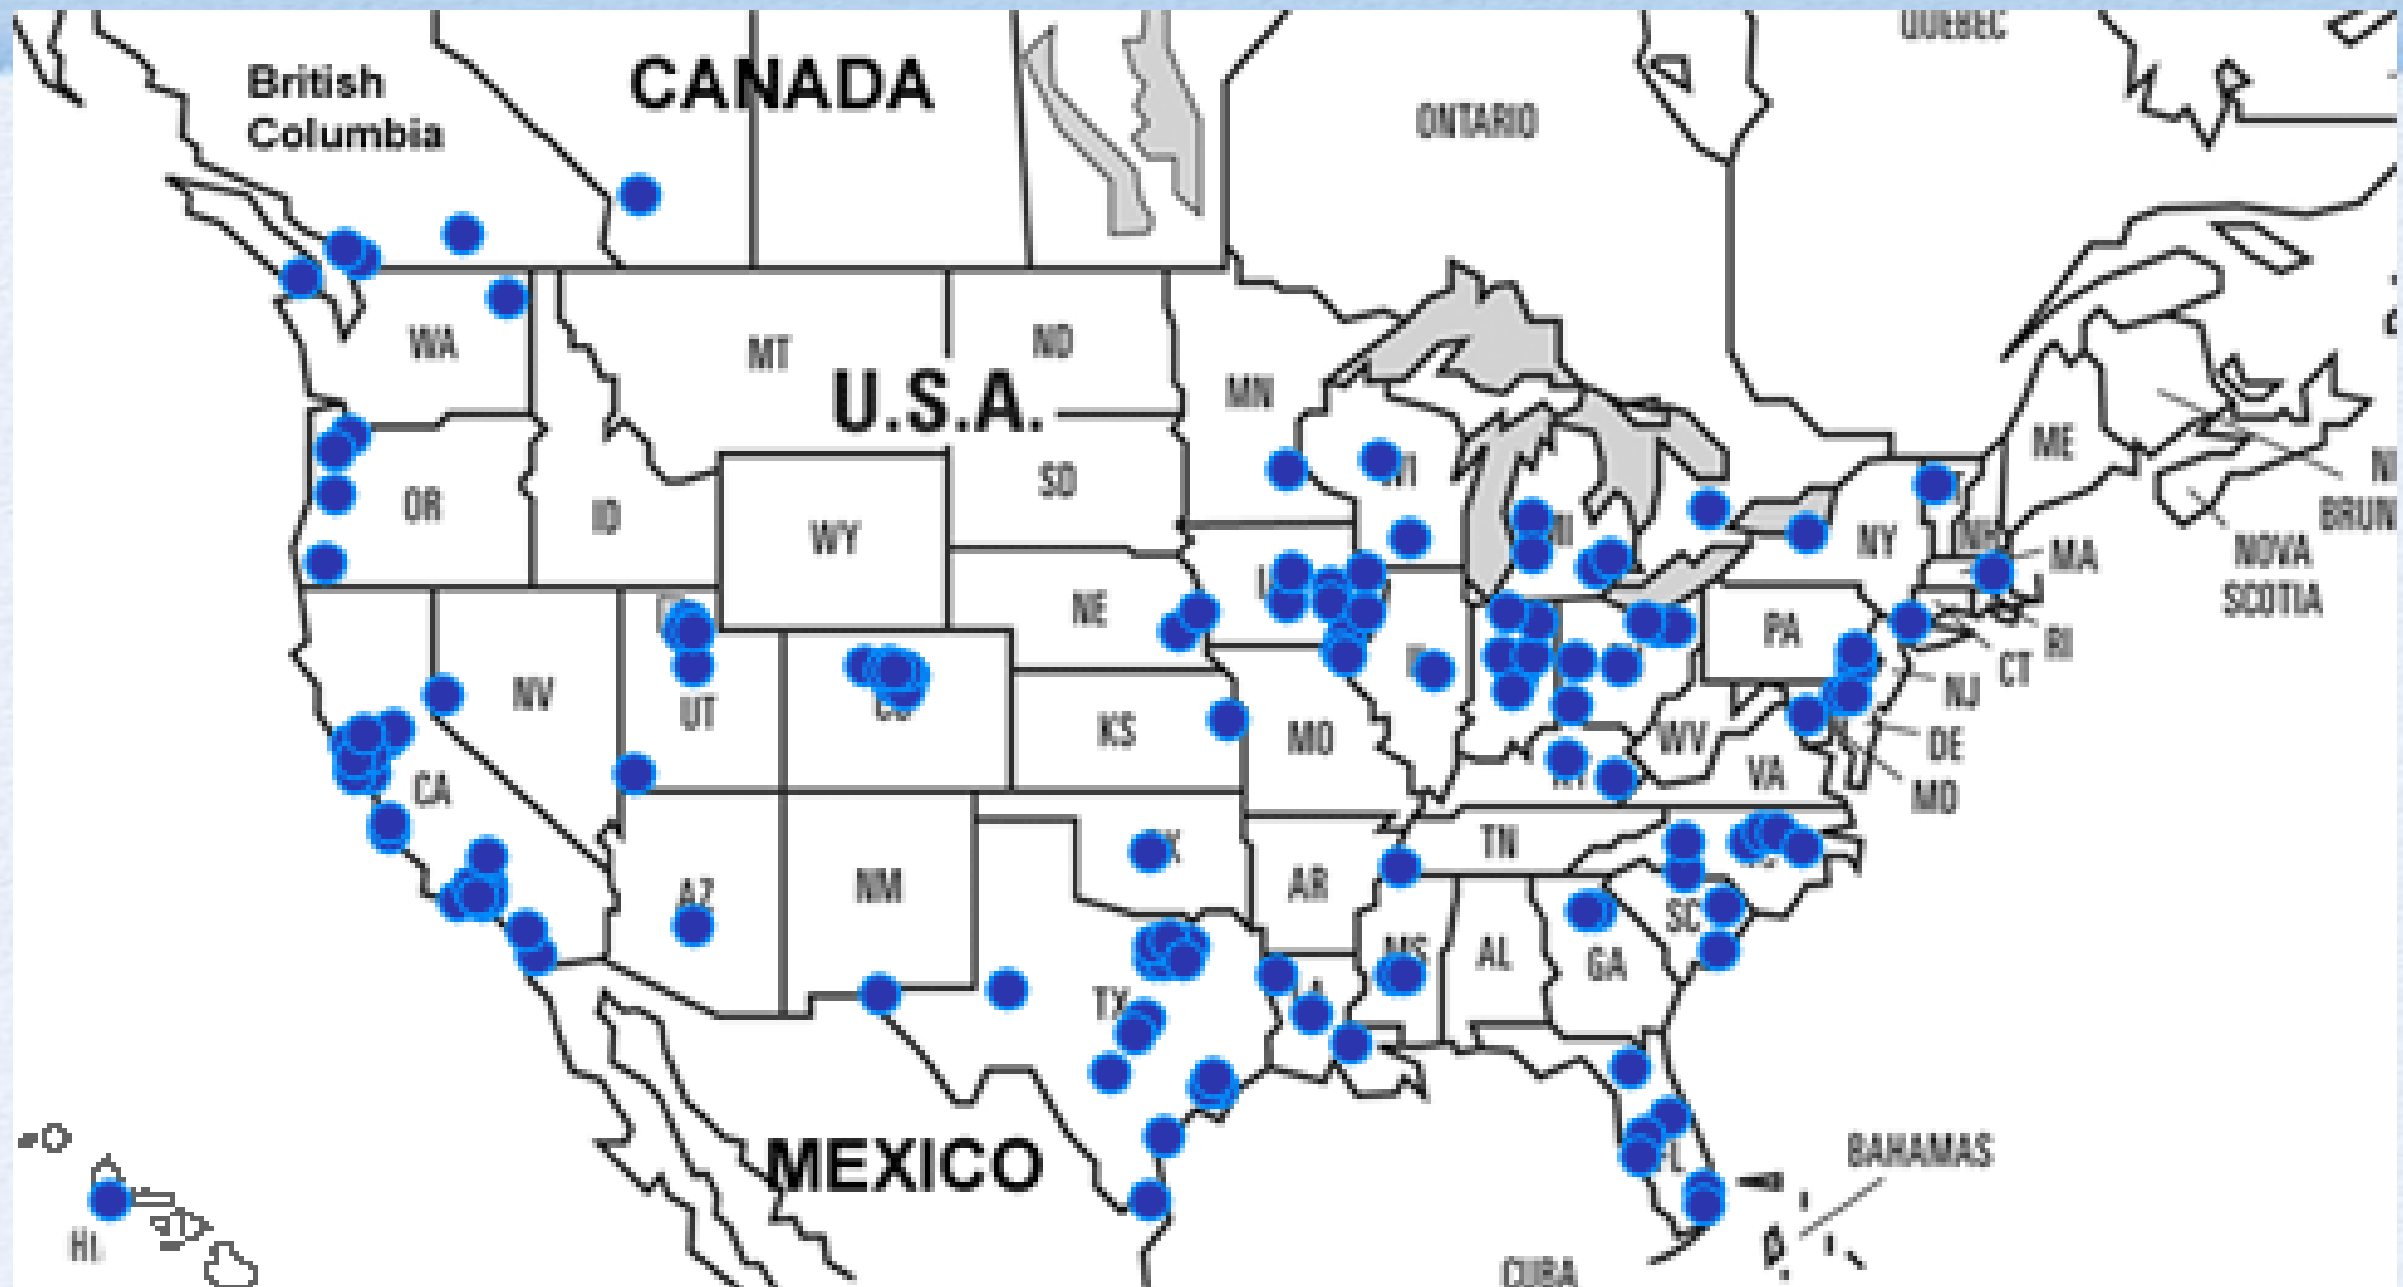 QUEBEC
British
Columbia
CANADA
ONTARIO
WA
MT
ND
MN
U.S.A.
ME
OR
ID
SD
WY
NY
NH
MA
NOVA
SCOTIA
BRUN
NE
PA
RI
CT
NJ
NV
UT
KS
MO
WV
VA
DE
MD
CA
TN
AZ
NM
AR
SC
MS
AL
GA
TX
MEXICO
BAHAMAS
HI
CUBA